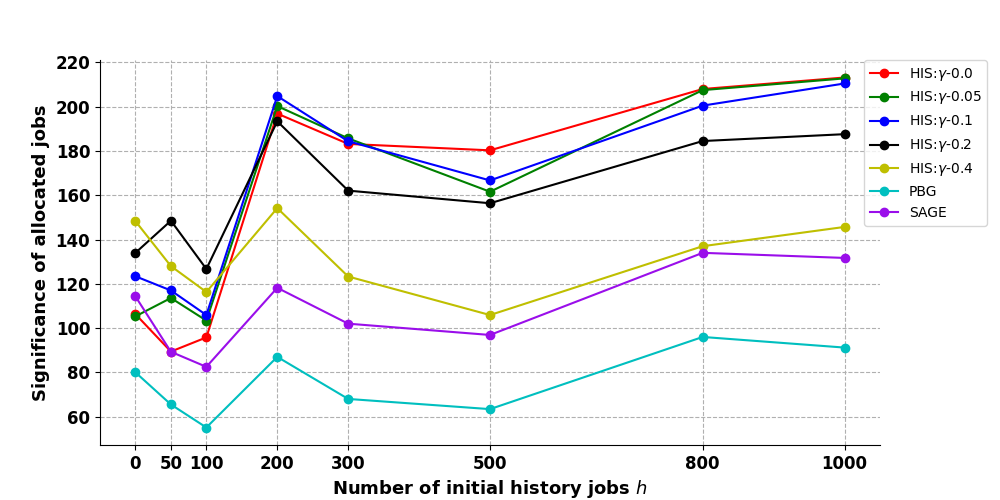 220
200
180
160
140
120
100
80
60
Significance of allocated jobs
0 50 100 200 300 500 800 1000
Number of initial history jobs h
HIS:γ-0.0
HIS:γ-0.05
HIS:γ-0.1
HIS:γ-0.2
HIS:γ-0.4
PBG
SAGE